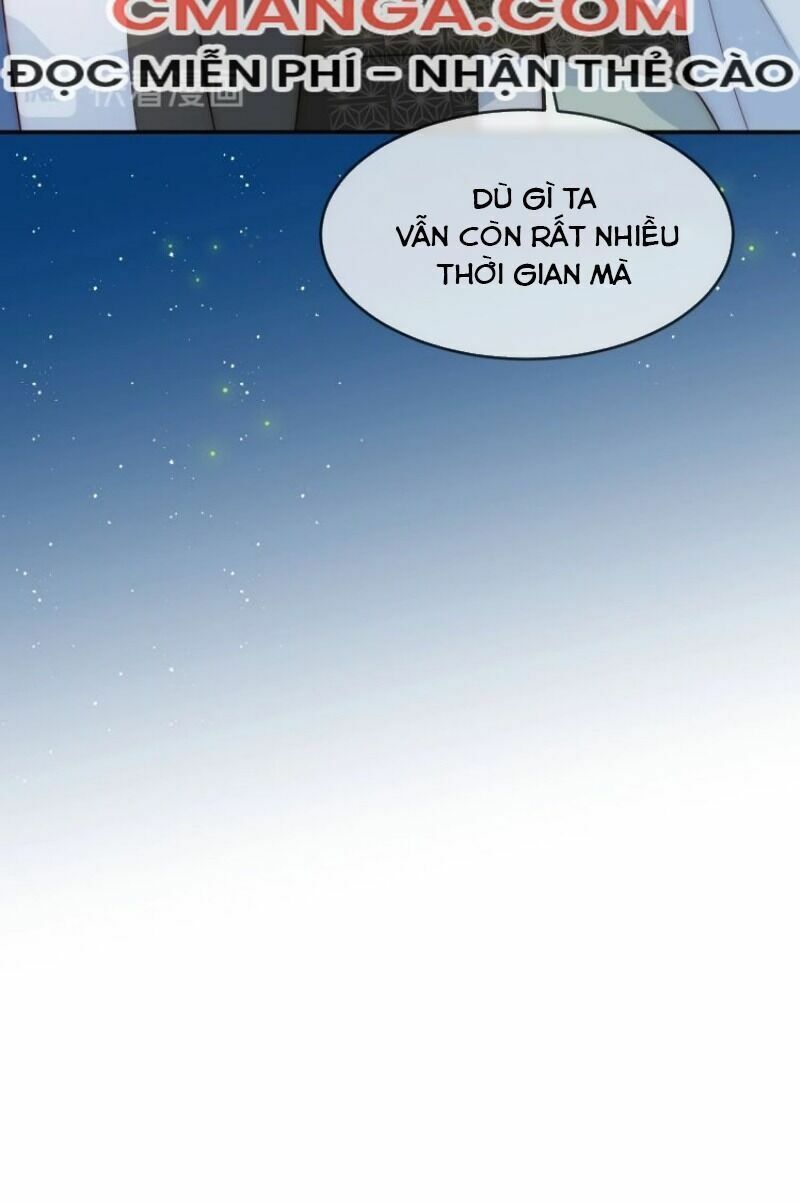 CMANGA.COM
ĐỌC MIỄN PHÍ - NHẬN THẺ CÀO
DÙ GÌ TA
VẪN CÒN RẤT NHIỀU
THỜI GIAN MÀ